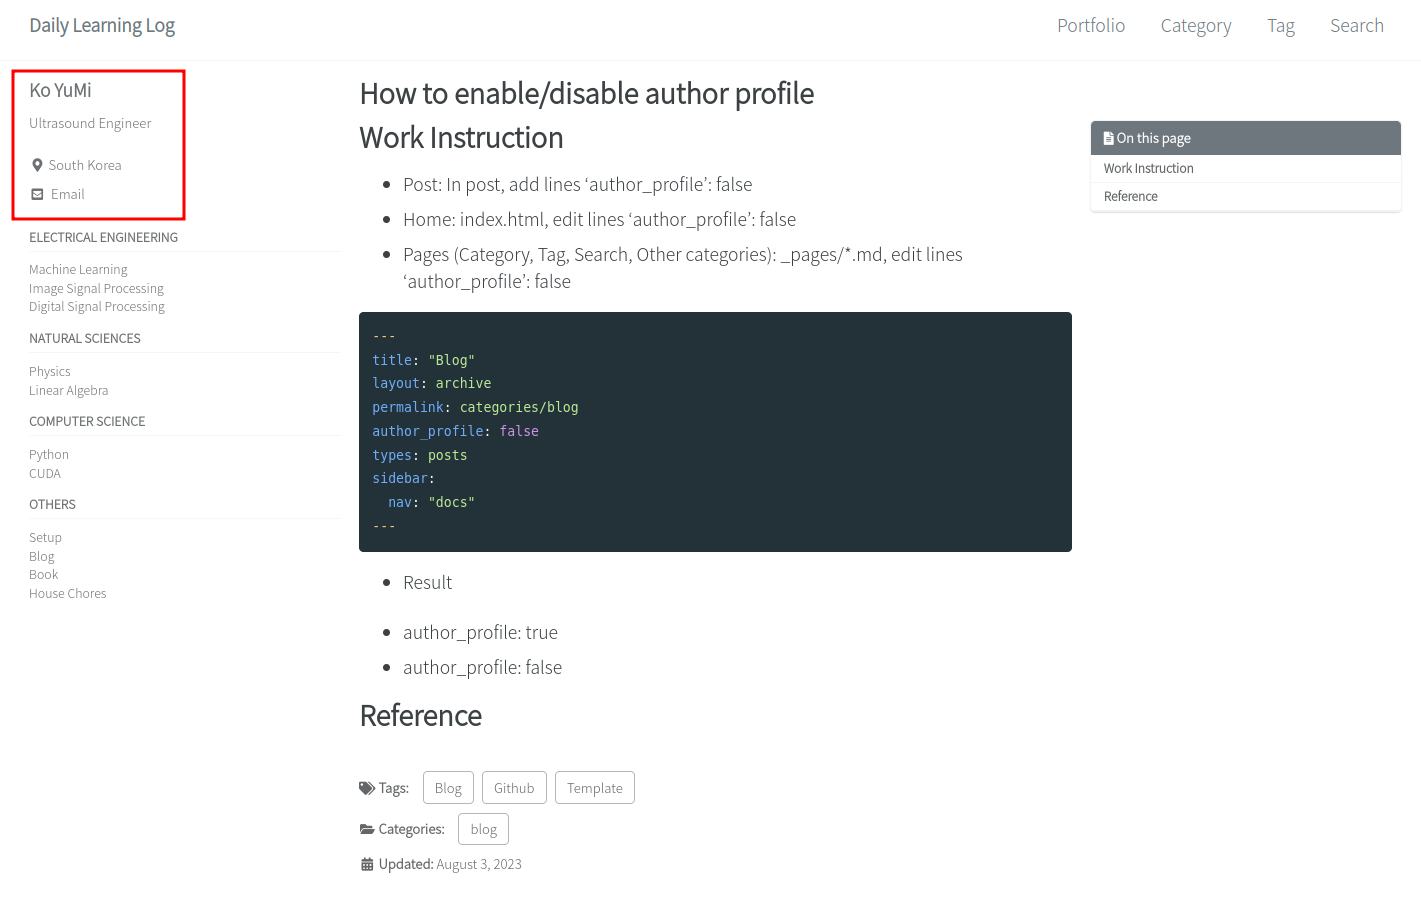 Daily Learning Log
Portfolio Category Tag Search
Ko YuMi
Ultrasound Engineer
South Korea
Email
ELECTRICAL ENGINEERING
Machine Learning
Image Signal Processing
Digital Signal Processing
NATURAL SCIENCES
Physics
Linear Algebra
COMPUTER SCIENCE
Python
CUDA
OTHERS
Setup
Blog
Book
House Chores
How to enable/disable author profile
Work Instruction
Post: In post, add lines ‘author_profile’: false
Home: index.html, edit lines ‘author_profile’: false
Pages (Category, Tag, Search, Other categories): _pages/*.md, edit lines
‘author_profile’: false
---
title: "Blog"
layout: archive
permalink: categories/blog
author_profile: false
types: posts
sidebar:
  nav: "docs"
---
Result
author_profile: true
author_profile: false
Reference
Tags: Blog Github Template
Categories: blog
Updated: August 3, 2023
On this page
Work Instruction
Reference